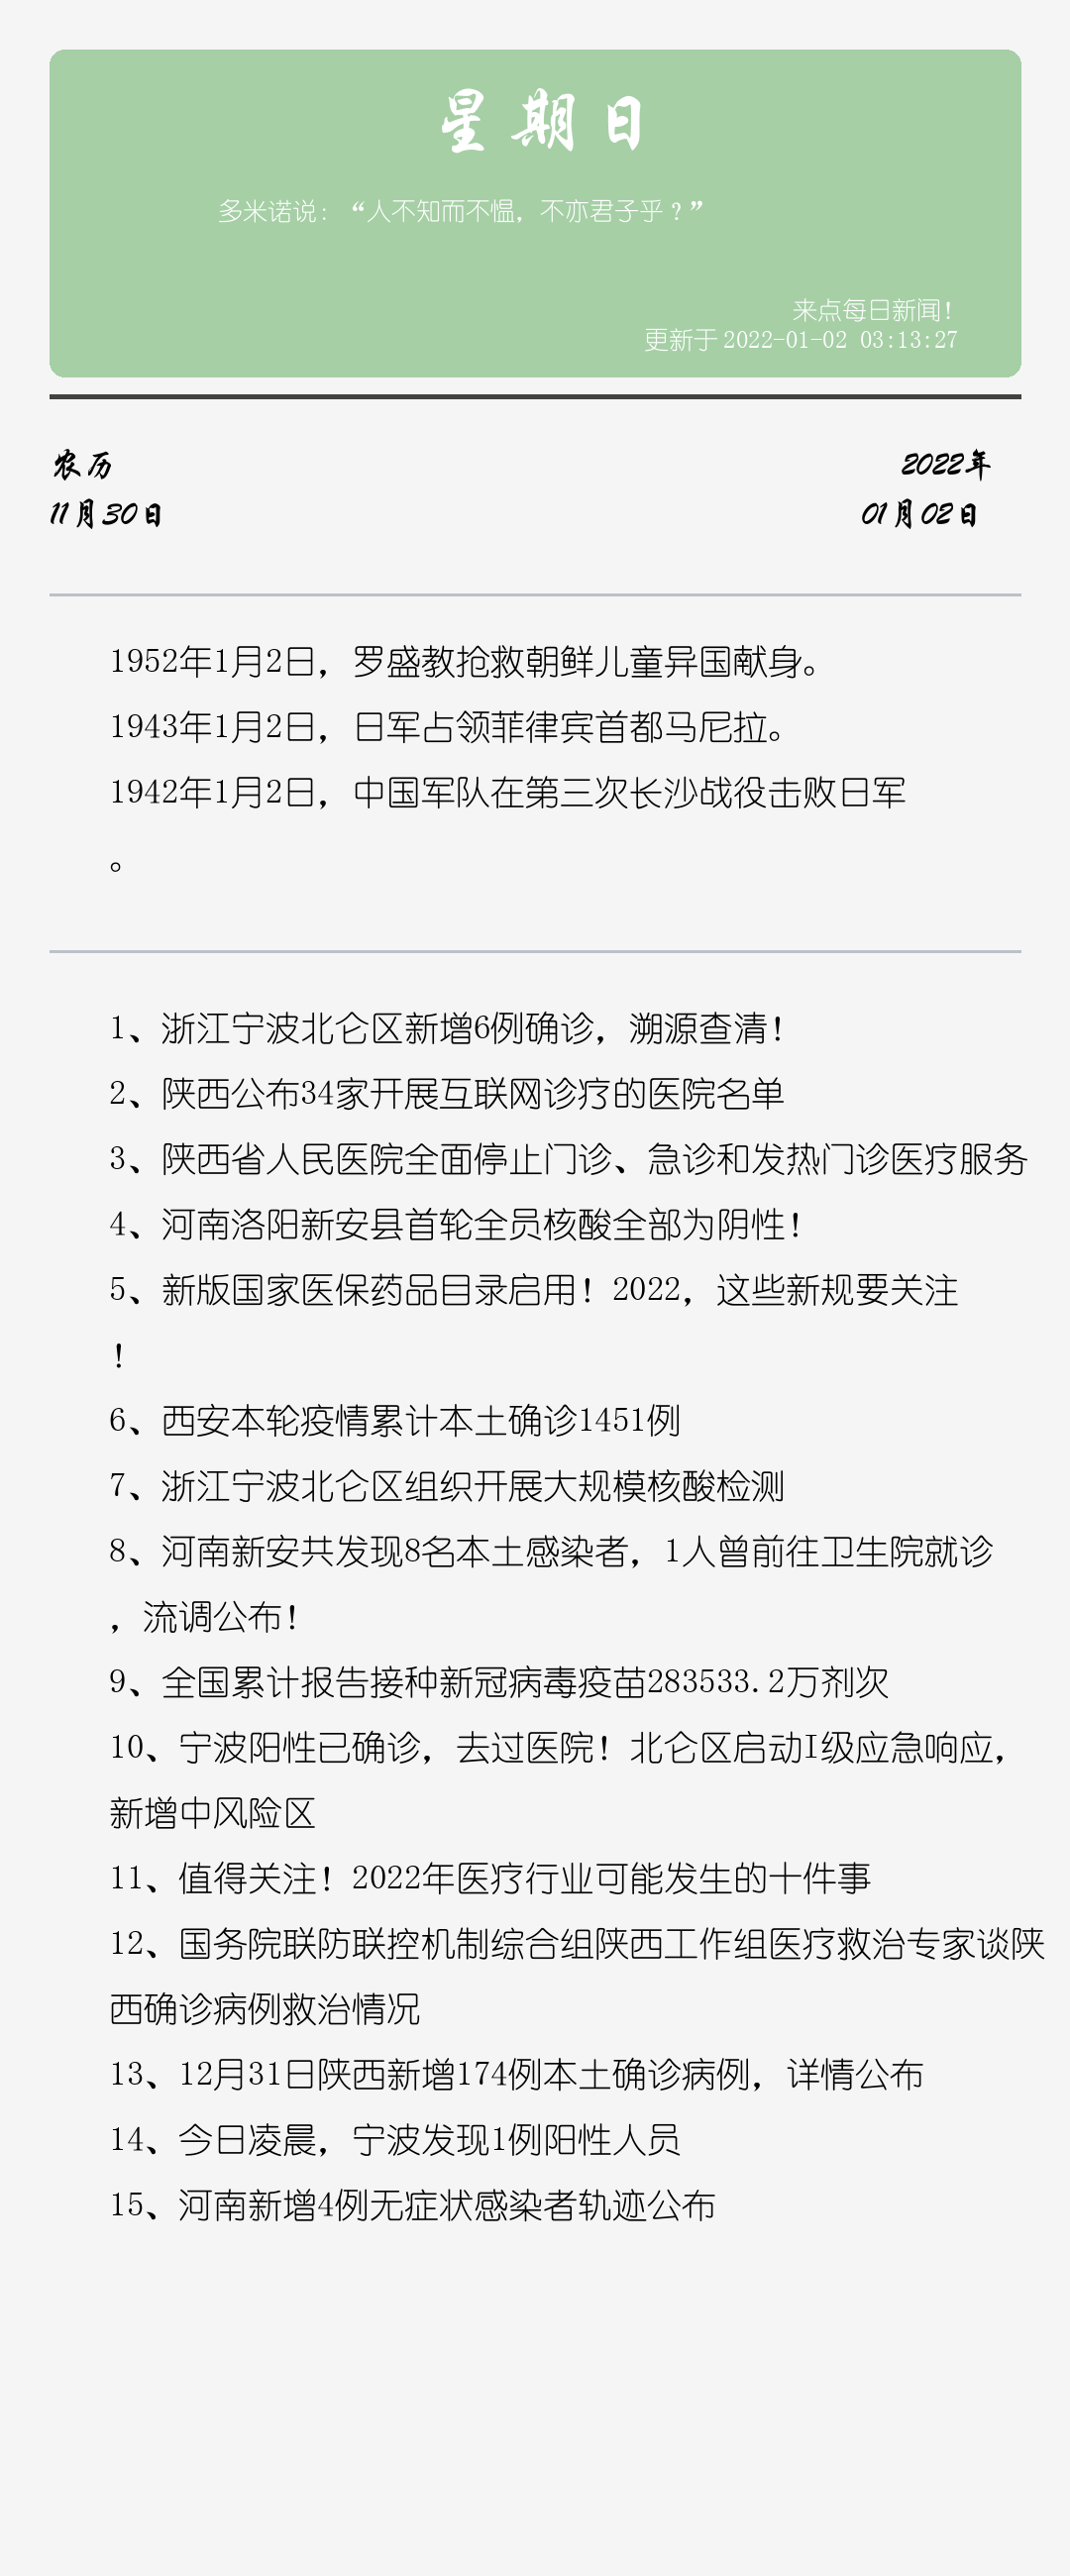 星期日
多米诺说：“人不知而不愠，不亦君子乎？”
来点每日新闻！
更新于 2022-01-02 03:13:27
农历
2022年
11月30日
01月02日
1952年1月2日，罗盛教抢救朝鲜儿童异国献身。
1943年1月2日，日军占领菲律宾首都马尼拉。
1942年1月2日，中国军队在第三次长沙战役击败日军
。
1、浙江宁波北仑区新增6例确诊，溯源查清！
2、陕西公布34家开展互联网诊疗的医院名单
3、陕西省人民医院全面停止门诊、急诊和发热门诊医疗服务
4、河南洛阳新安县首轮全员核酸全部为阴性！
5、新版国家医保药品目录启用！2022，这些新规要关注
！
6、西安本轮疫情累计本土确诊1451例
7、浙江宁波北仑区组织开展大规模核酸检测
8、河南新安共发现8名本土感染者，1人曾前往卫生院就诊
，流调公布！
9、全国累计报告接种新冠病毒疫苗283533.2万剂次
10、宁波阳性已确诊，去过医院！北仑区启动I级应急响应，
新增中风险区
11、值得关注！2022年医疗行业可能发生的十件事
12、国务院联防联控机制综合组陕西工作组医疗救治专家谈陕
西确诊病例救治情况
13、12月31日陕西新增174例本土确诊病例，详情公布
14、今日凌晨，宁波发现1例阳性人员
15、河南新增4例无症状感染者轨迹公布